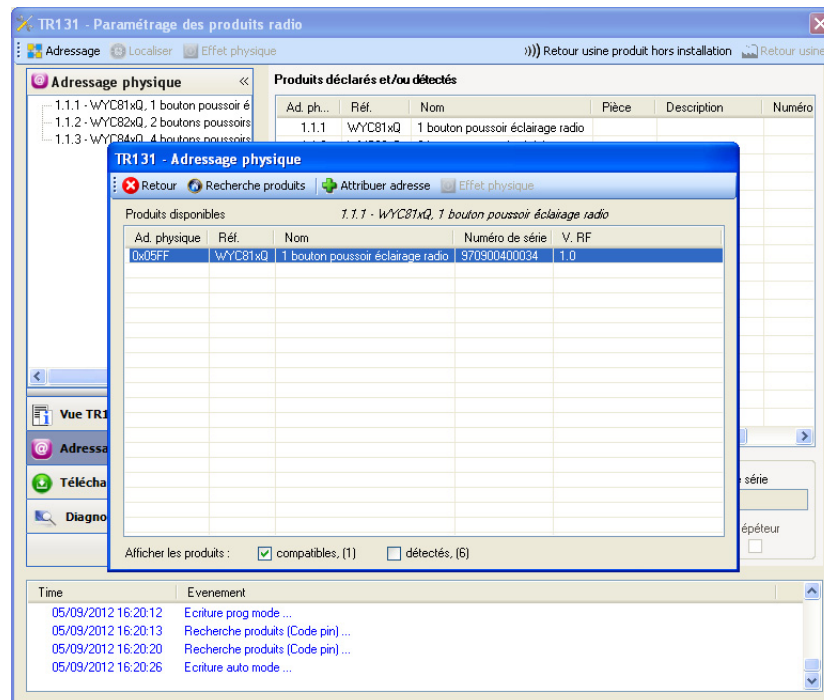 TR131 - Paramétrage des produits radio
Adressage Localiser Effet physique ))) Retour usine produit hors installation Retour usine
Adressage physique «
1.1.1 - WYC81xQ, 1 bouton poussoir é
1.1.2 - WYC82xQ, 2 boutons poussoirs
1.1.3 - WYC84xQ, 4 boutons poussoirs
Produits déclarés et/ou détectés
Ad. ph... Réf. Nom Pièce Description Numéro
1.1.1 WYC81xQ 1 bouton poussoir éclairage radio
TR131 - Adressage physique
Retour Recherche produits Attribuer adresse Effet physique
Produits disponibles 1.1.1 - WYC81xQ, 1 bouton poussoir éclairage radio
Ad. physique Réf. Nom Numéro de série V. RF
0x05FF WYC81xQ 1 bouton poussoir éclairage radio 970900400034 1.0
Afficher les produits : compatibles, (1) détectés, (6)
Vue TR1
Adressa
Télécha
Diagno
série
épéteur
Time Evenement
05/09/2012 16:20:12 Ecriture prog mode ...
05/09/2012 16:20:13 Recherche produits (Code pin) ...
05/09/2012 16:20:20 Recherche produits (Code pin) ...
05/09/2012 16:20:26 Ecriture auto mode ...